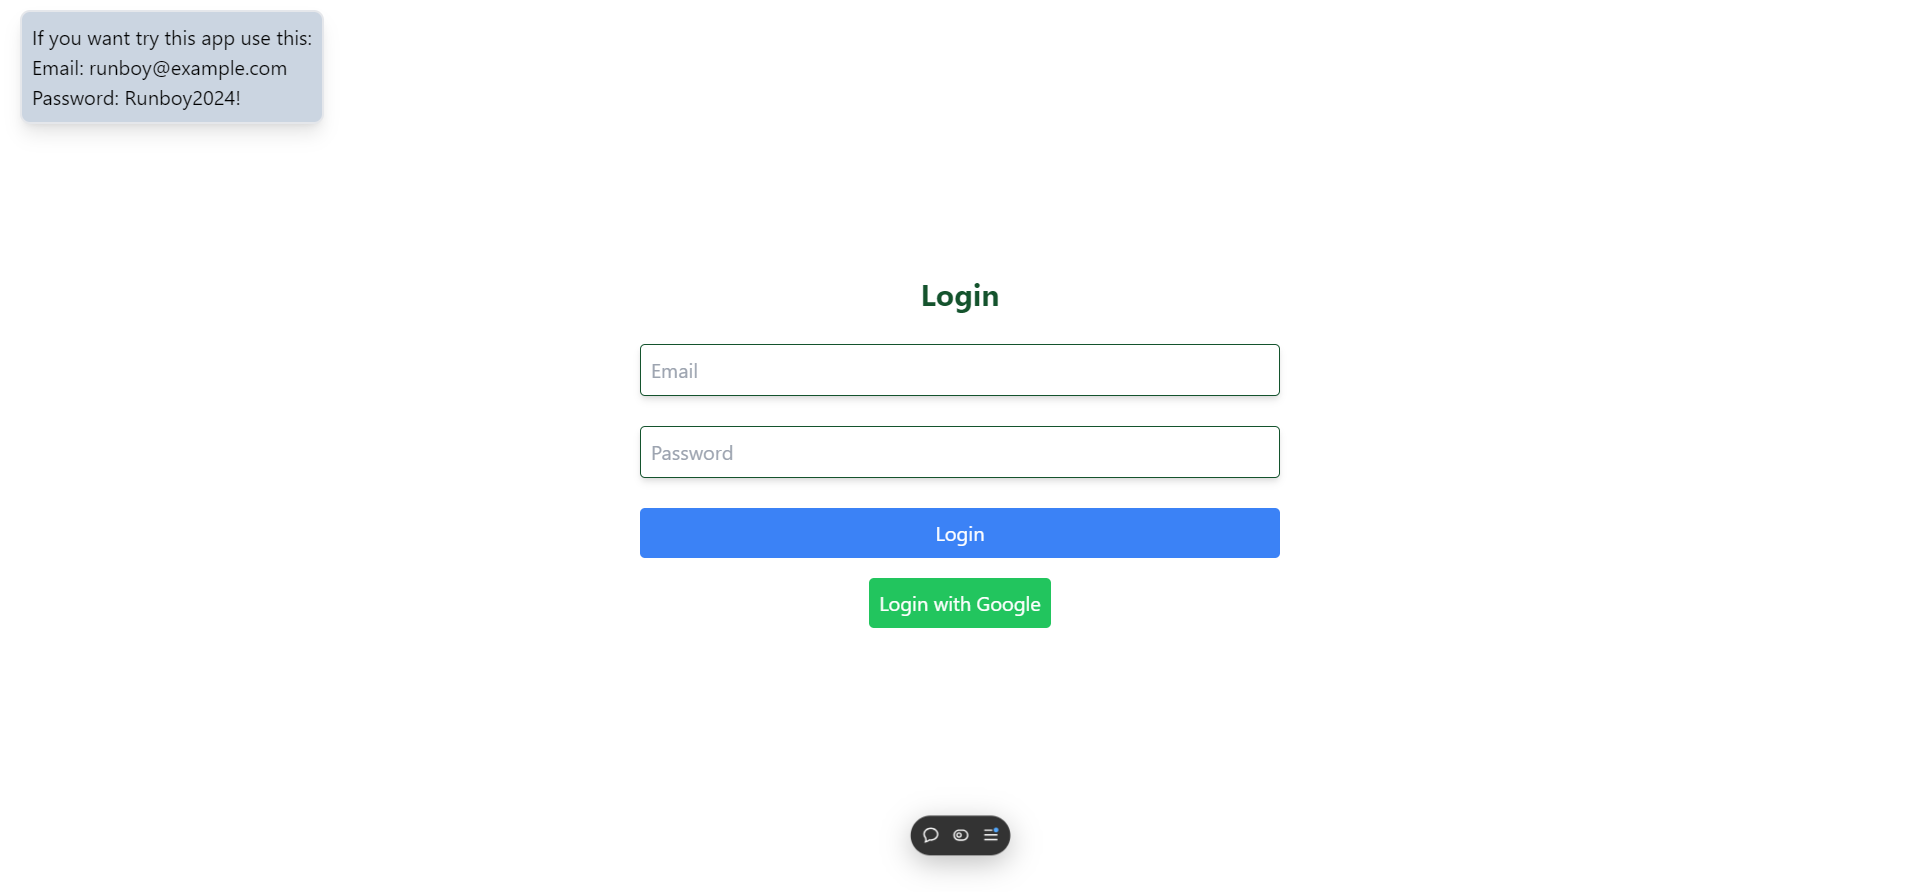 If you want try this app use this:
Email: runboy@example.com
Password: Runboy2024!
Login
Email
Password
Login
Login with Google